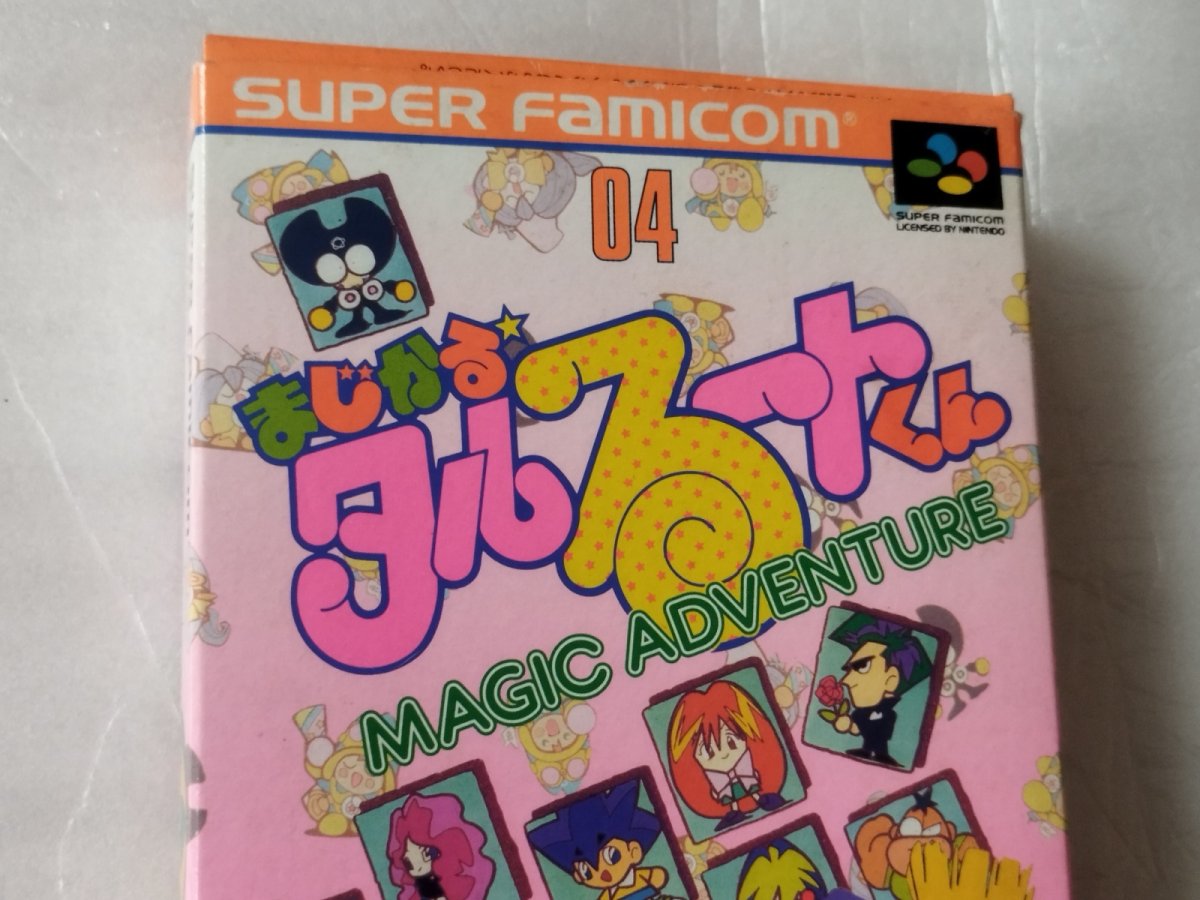 SUPER FAMICOM®
04
SUPER FAMICOM
LICENSED BY NINTENDO
まじかる
タルるートくん
MAGIC ADVENTURE